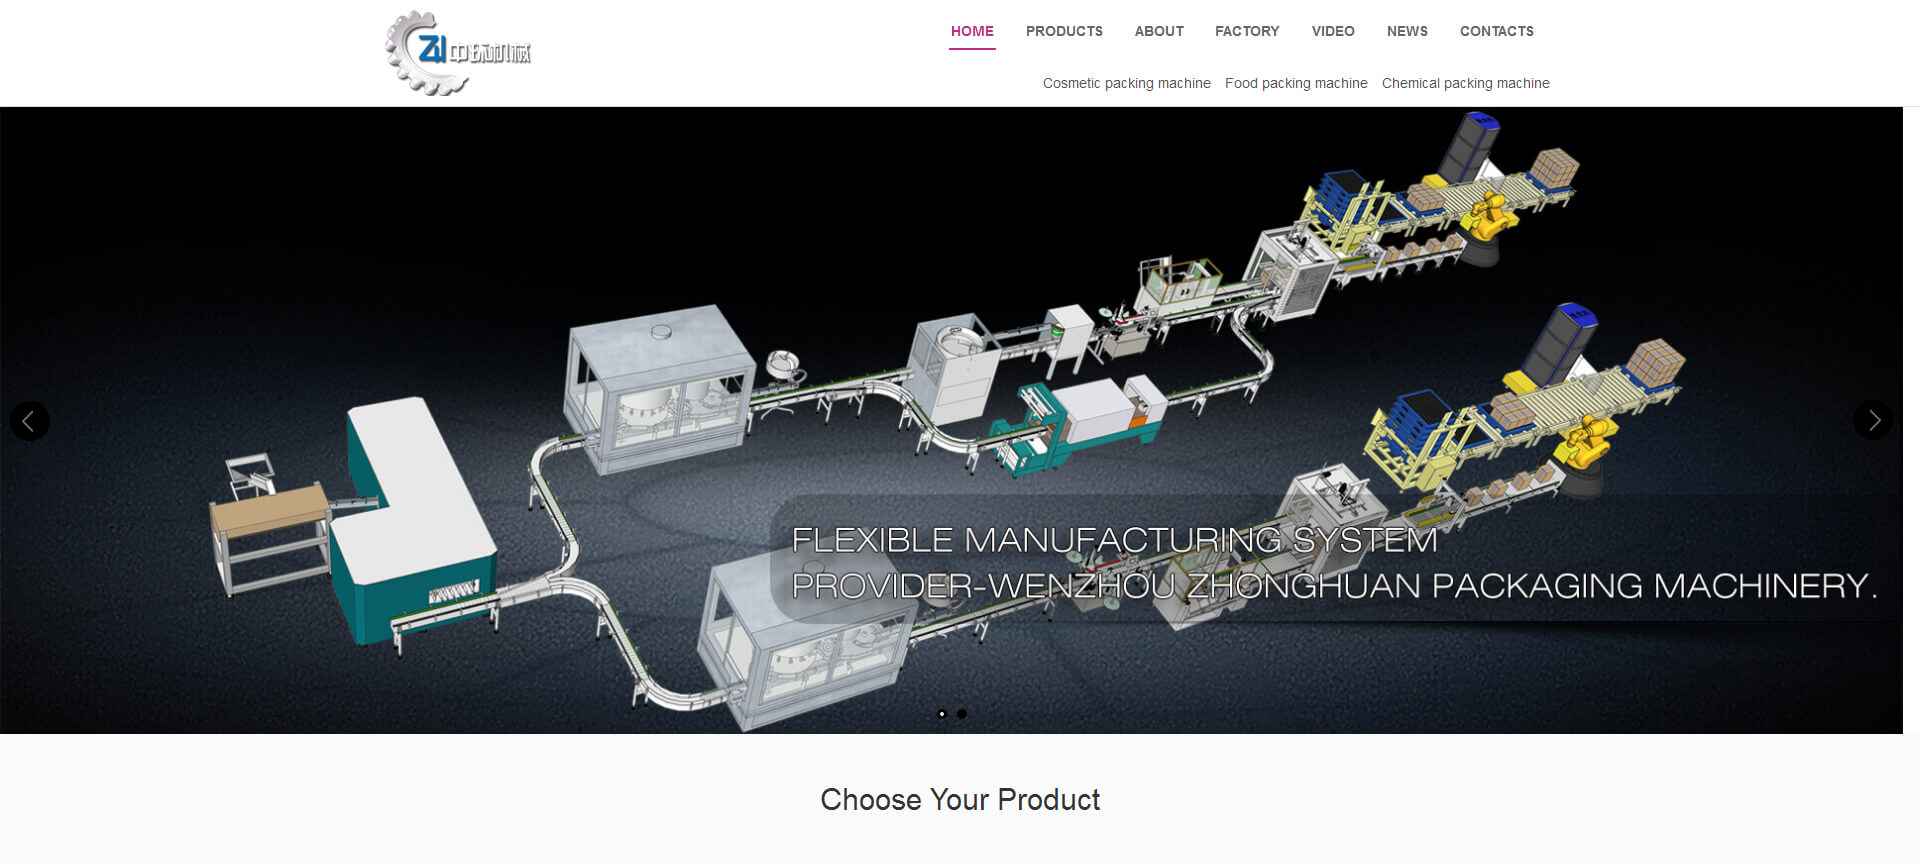 ZH 中环机械
HOME PRODUCTS ABOUT FACTORY VIDEO NEWS CONTACTS
Cosmetic packing machine Food packing machine Chemical packing machine
FLEXIBLE MANUFACTURING SYSTEM
PROVIDER-WENZHOU ZHONGHUAN PACKAGING MACHINERY.
Choose Your Product